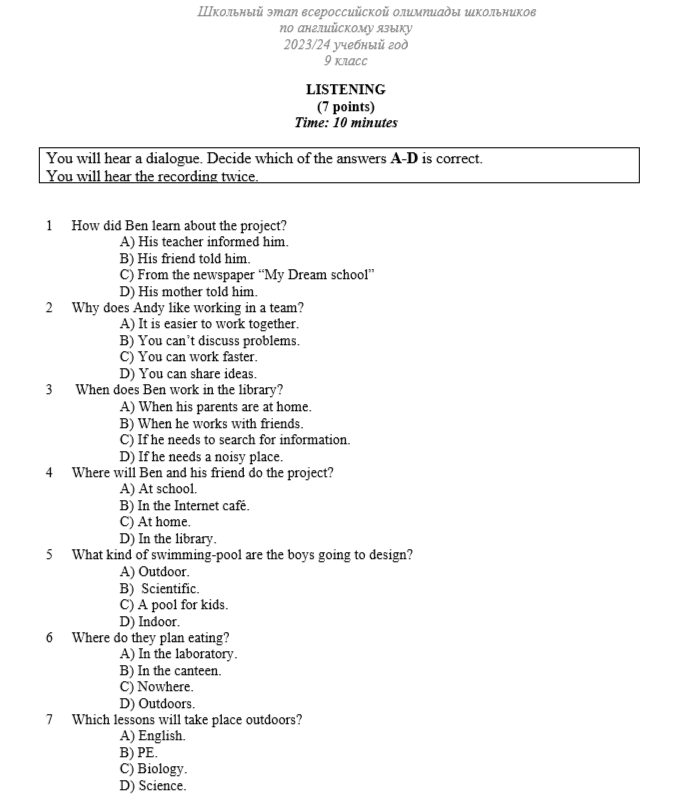 Школьный этап всероссийской олимпиады школьников
по английскому языку
2023/24 учебный год
9 класс
LISTENING
(7 points)
Time: 10 minutes
You will hear a dialogue. Decide which of the answers A-D is correct.
You will hear the recording twice.
1 How did Ben learn about the project?
A) His teacher informed him.
B) His friend told him.
C) From the newspaper “My Dream school”
D) His mother told him.
2 Why does Andy like working in a team?
A) It is easier to work together.
B) You can’t discuss problems.
C) You can work faster.
D) You can share ideas.
3 When does Ben work in the library?
A) When his parents are at home.
B) When he works with friends.
C) If he needs to search for information.
D) If he needs a noisy place.
4 Where will Ben and his friend do the project?
A) At school.
B) In the Internet café.
C) At home.
D) In the library.
5 What kind of swimming-pool are the boys going to design?
A) Outdoor.
B) Scientific.
C) A pool for kids.
D) Indoor.
6 Where do they plan eating?
A) In the laboratory.
B) In the canteen.
C) Nowhere.
D) Outdoors.
7 Which lessons will take place outdoors?
A) English.
B) PE.
C) Biology.
D) Science.